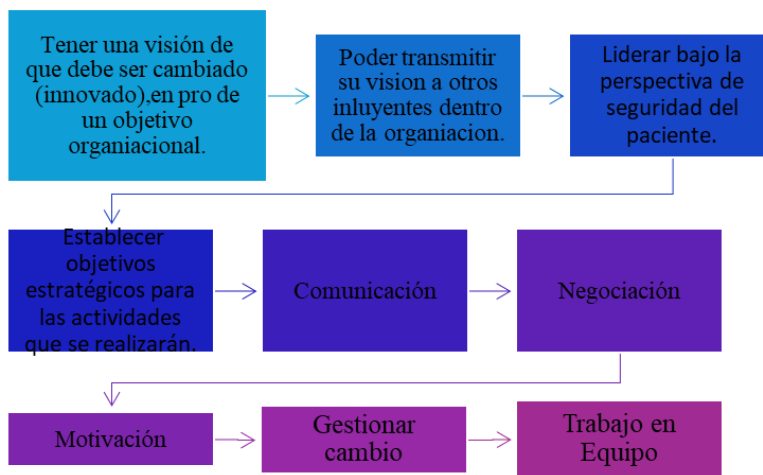 Tener una visión de
que debe ser cambiado
(innovado),en pro de
un objetivo
organiacional.
Poder transmitir
su vision a otros
inluyentes dentro
de la organiacion.
Liderar bajo la
perspectiva de
seguridad del
paciente.
Establecer
objetivos
estratégicos para
las actividades
que se realizarán.
Comunicación
Negociación
Motivación
Gestionar
cambio
Trabajo en
Equipo